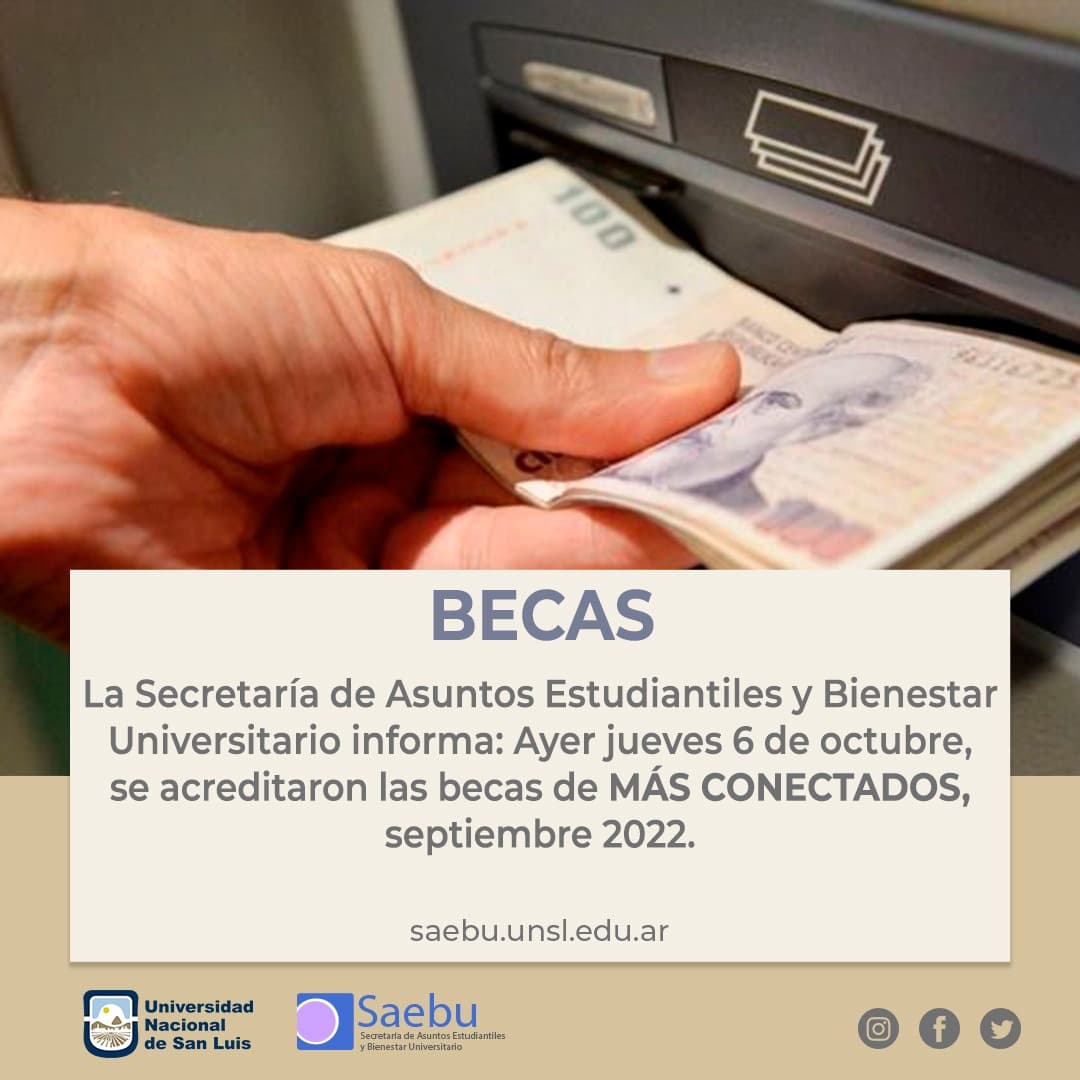 100
BECAS
La Secretaría de Asuntos Estudiantiles y Bienestar
Universitario informa: Ayer jueves 6 de octubre,
se acreditaron las becas de MÁS CONECTADOS,
septiembre 2022.
saebu.unsl.edu.ar
Universidad
Nacional
de San Luis
Saebu
Secretaría de Asuntos Estudiantiles
y Bienestar Universitario